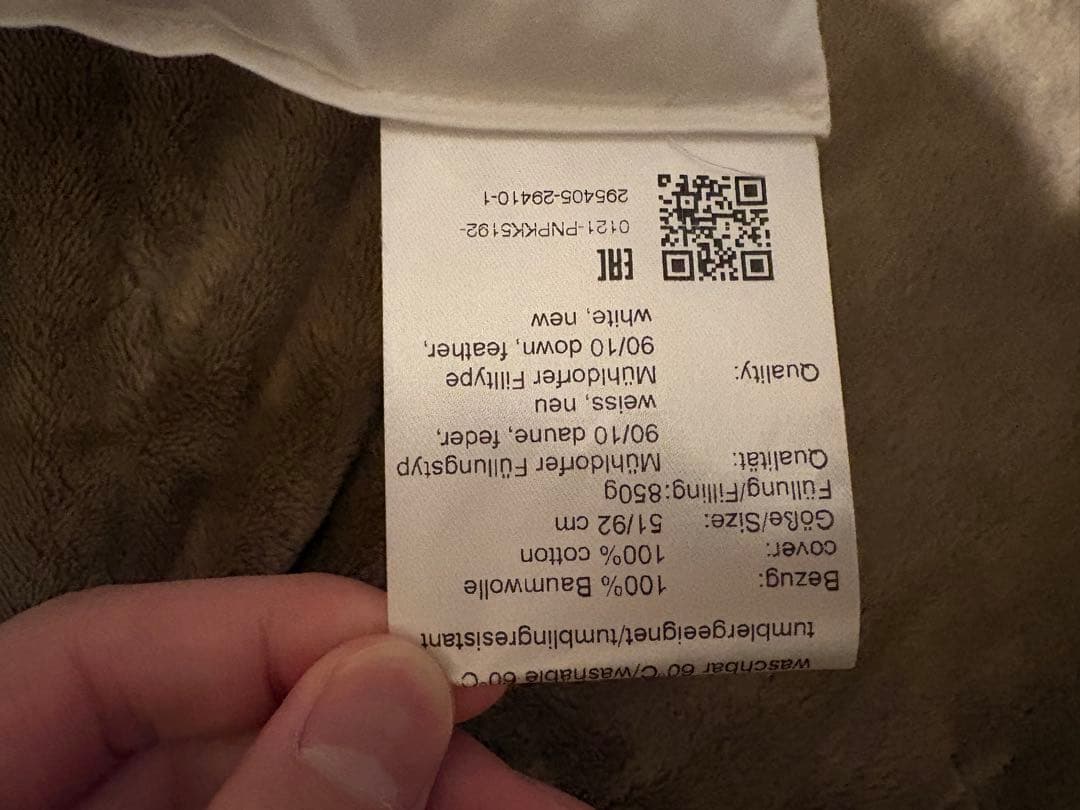 waschbar 60°C/washable 60°C
tumblergeeignet/tumblingresistant
Bezug: 100% Baumwolle
cover: 100% cotton
Göße/Size: 51/92 cm
Füllung/Filling:850g
Qualität: Mühldorfer Füllungstyp
90/10 daune, feder,
weiss, neu
Quality: Mühldorfer Filltype
90/10 down, feather,
white, new
EAC
0121-PNPKK5192-
295405-29410-1